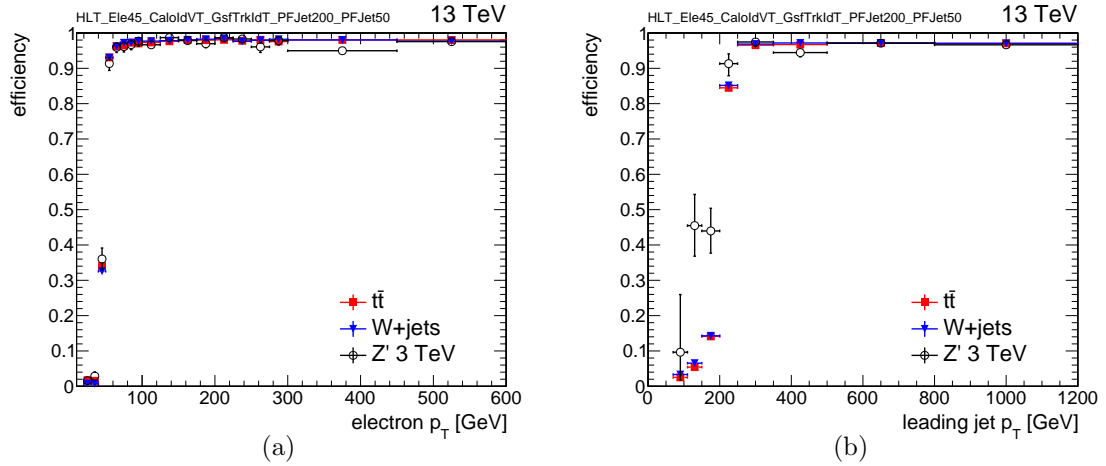 HLT_Ele45_CaloIdVT_GsfTrkIdT_PFJet200_PFJet50 13 TeV
efficiency
1
0.9
0.8
0.7
0.6
0.5
0.4
0.3
0.2
0.1
0
tt̄
W+jets
Z' 3 TeV
100 200 300 400 500 600
electron p_T [GeV]
(a)
HLT_Ele45_CaloIdVT_GsfTrkIdT_PFJet200_PFJet50 13 TeV
efficiency
1
0.9
0.8
0.7
0.6
0.5
0.4
0.3
0.2
0.1
0
tt̄
W+jets
Z' 3 TeV
0 200 400 600 800 1000 1200
leading jet p_T [GeV]
(b)